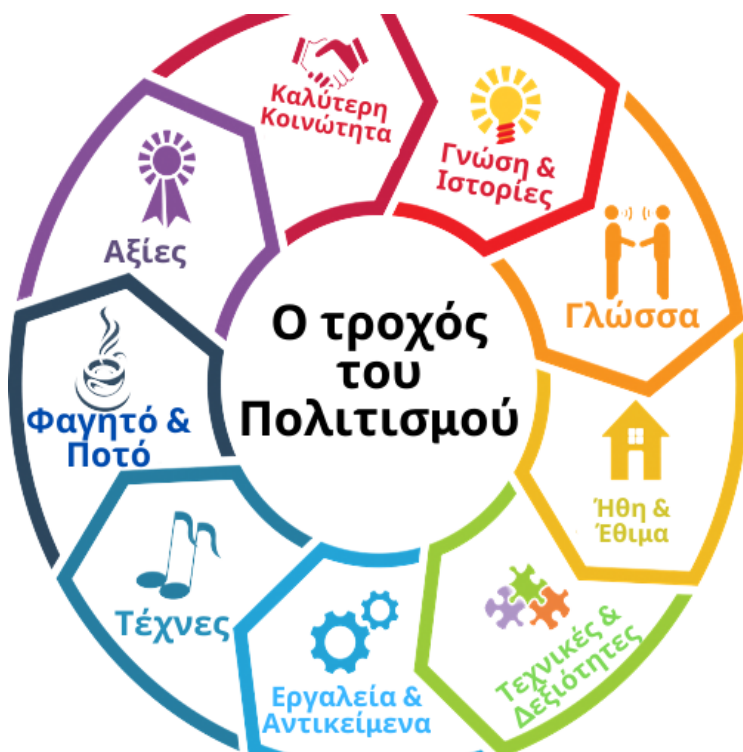 Ο τροχός
του
Πολιτισμού
Καλύτερη
Κοινώτητα
Γνώση &
Ιστορίες
Γλώσσα
Ήθη &
Έθιμα
Τεχνικές &
Δεξιότητες
Εργαλεία &
Αντικείμενα
Τέχνες
Φαγητό &
Ποτό
Αξίες